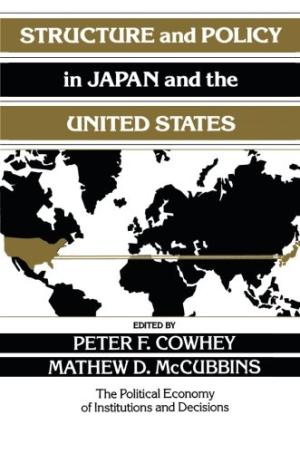 STRUCTURE and POLICY
in JAPAN and the
UNITED STATES
EDITED BY
PETER F. COWHEY
MATHEW D. McCUBBINS
The Political Economy
of Institutions and Decisions